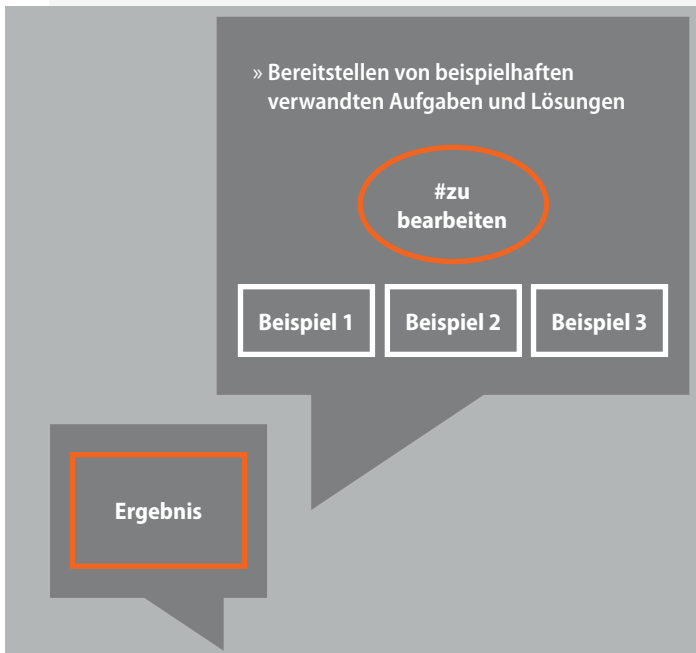 » Bereitstellen von beispielhaften
verwandten Aufgaben und Lösungen
#zu
bearbeiten
Beispiel 1 Beispiel 2 Beispiel 3
Ergebnis